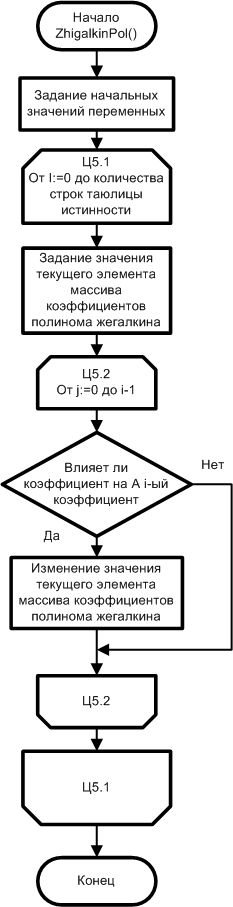 Начало
ZhigalkinPol()
Задание начальных
значений переменных
Ц5.1
От I:=0 до количества
строк таюлицы
истинности
Задание значения
текущего элемента
массива
коэффициентов
полинома жегалкина
Ц5.2
От j:=0 до i-1
Влияет ли
коэффициент на А i-ый
коэффициент
Нет
Да
Изменение значения
текущего элемента
массива коэффициентов
полинома жегалкина
Ц5.2
Ц5.1
Конец